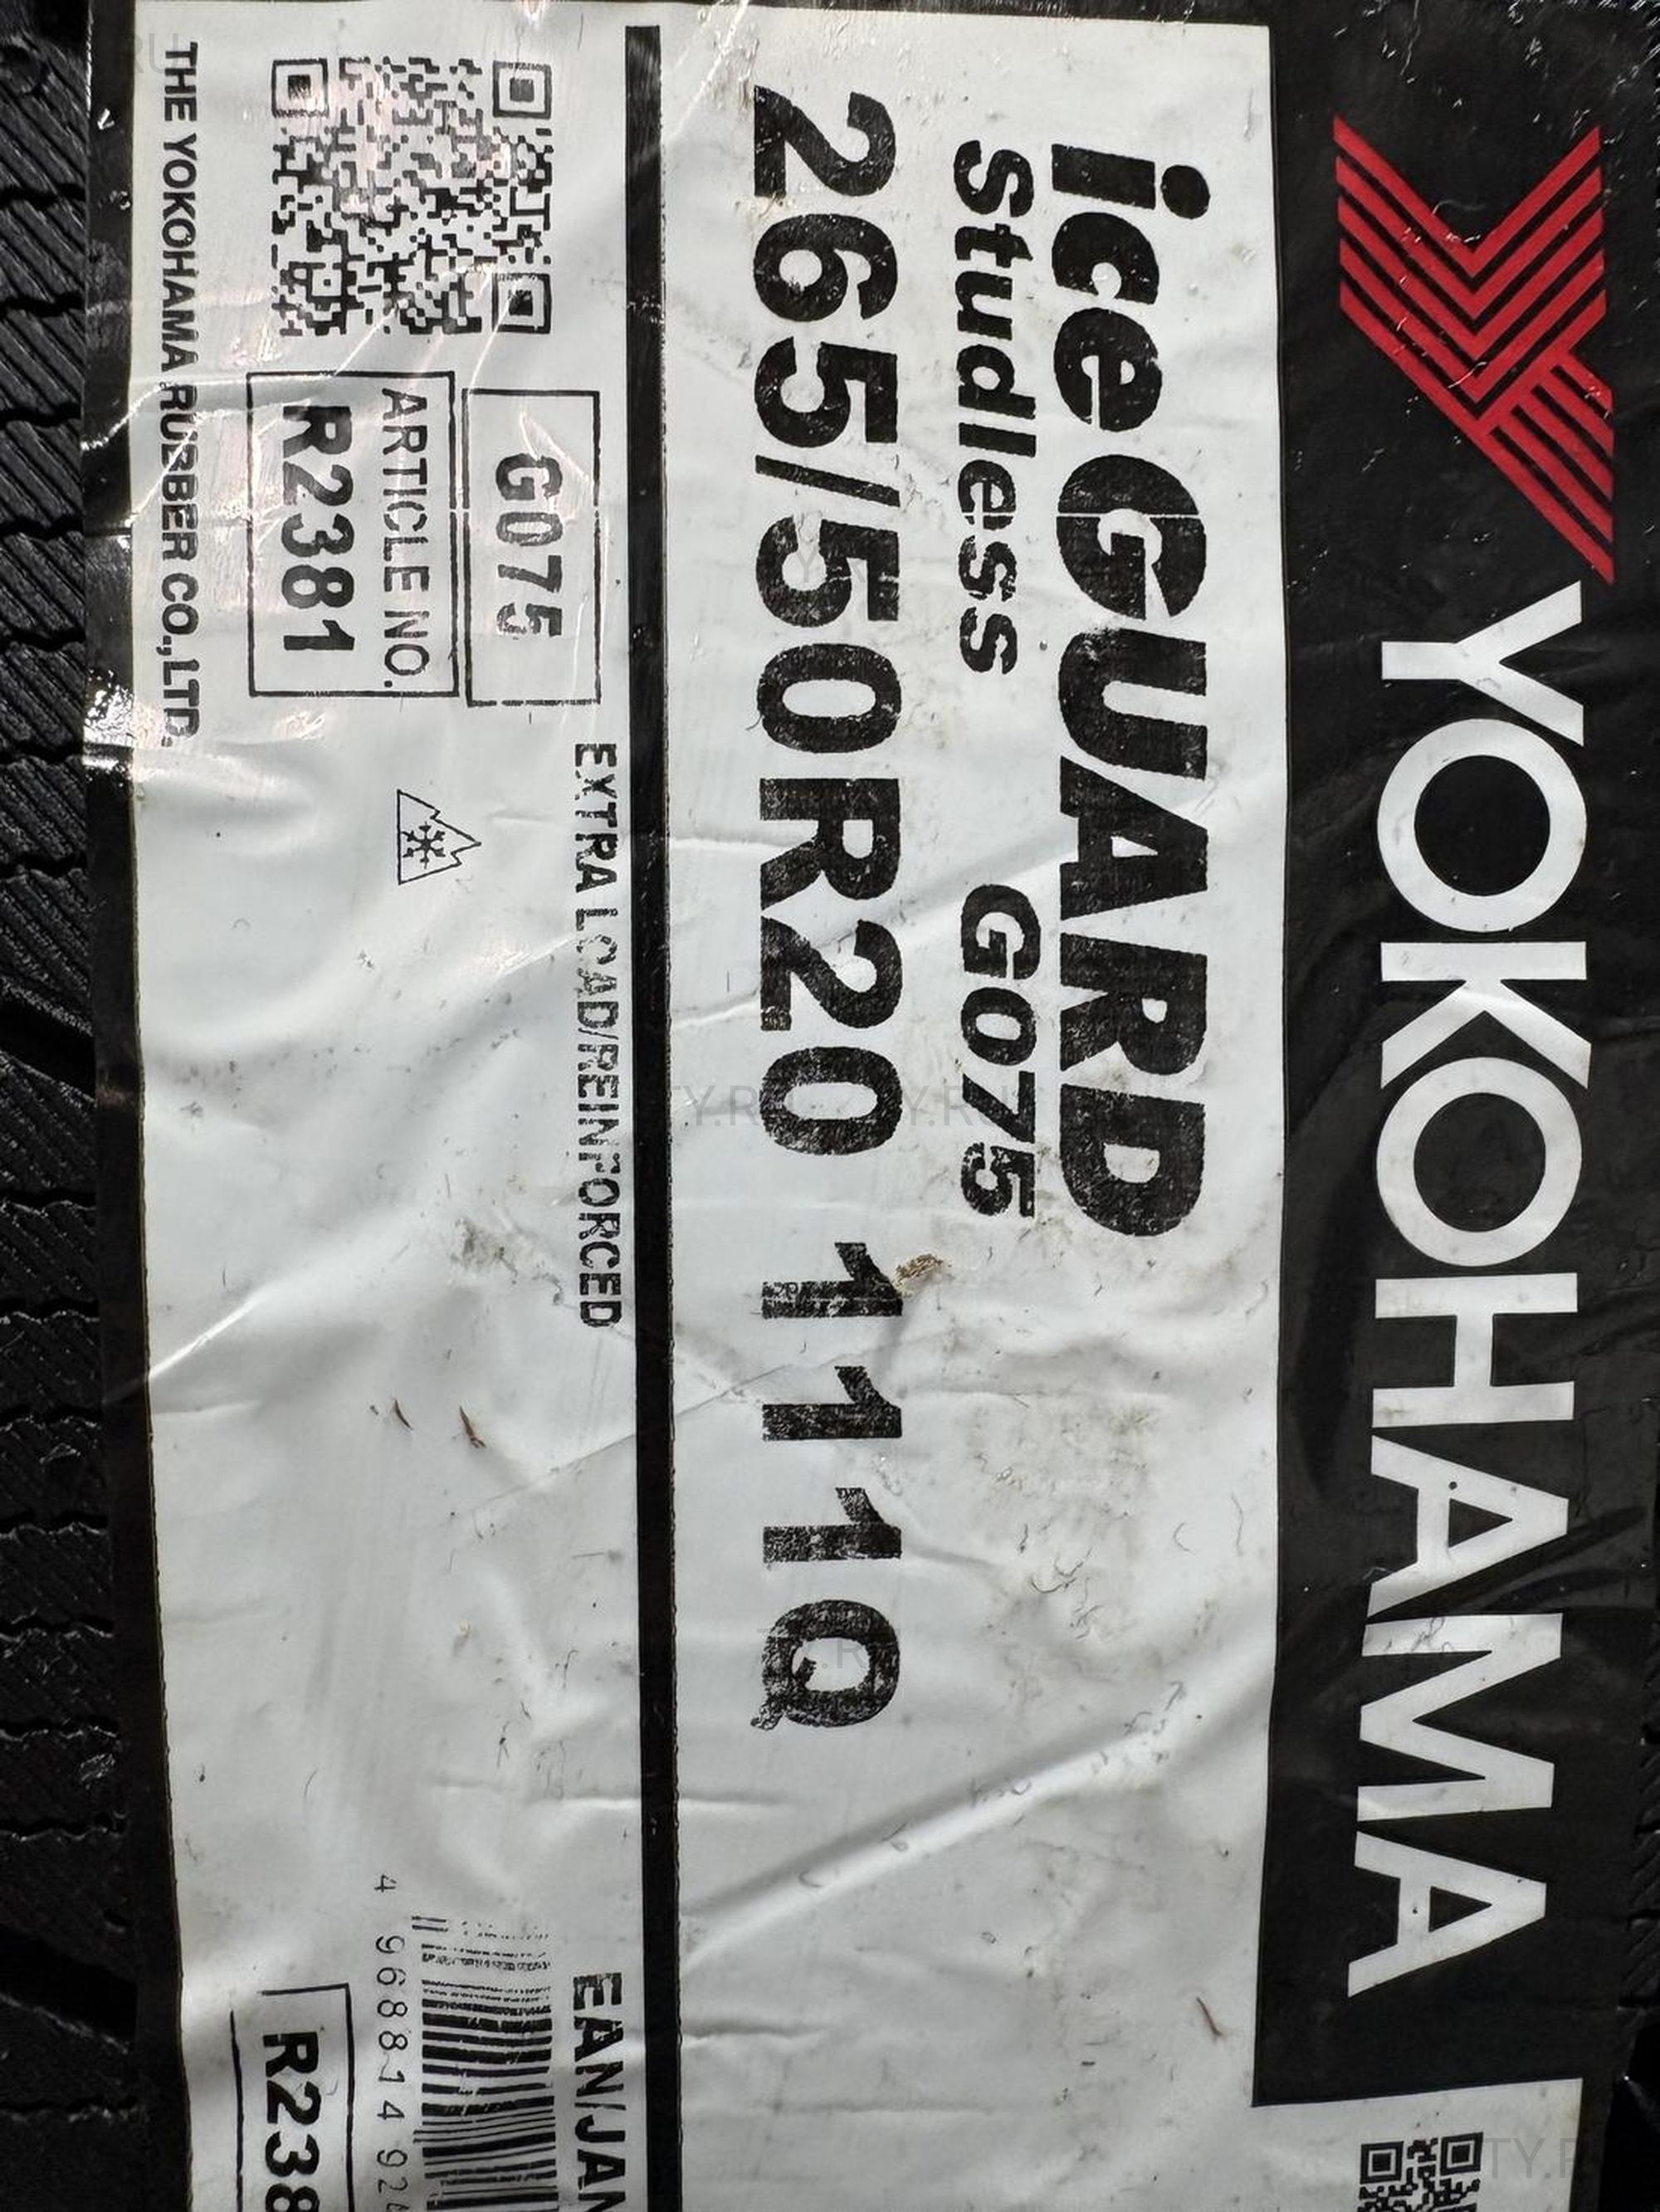 YOKOHAMA
iceGUARD
Studless G075
265/50R20 111Q
EXTRA LOAD/REINFORCED
G075
ARTICLE NO.
R2381
THE YOKOHAMA RUBBER CO.,LTD.
EAN/JAN
4 968814 92
R238